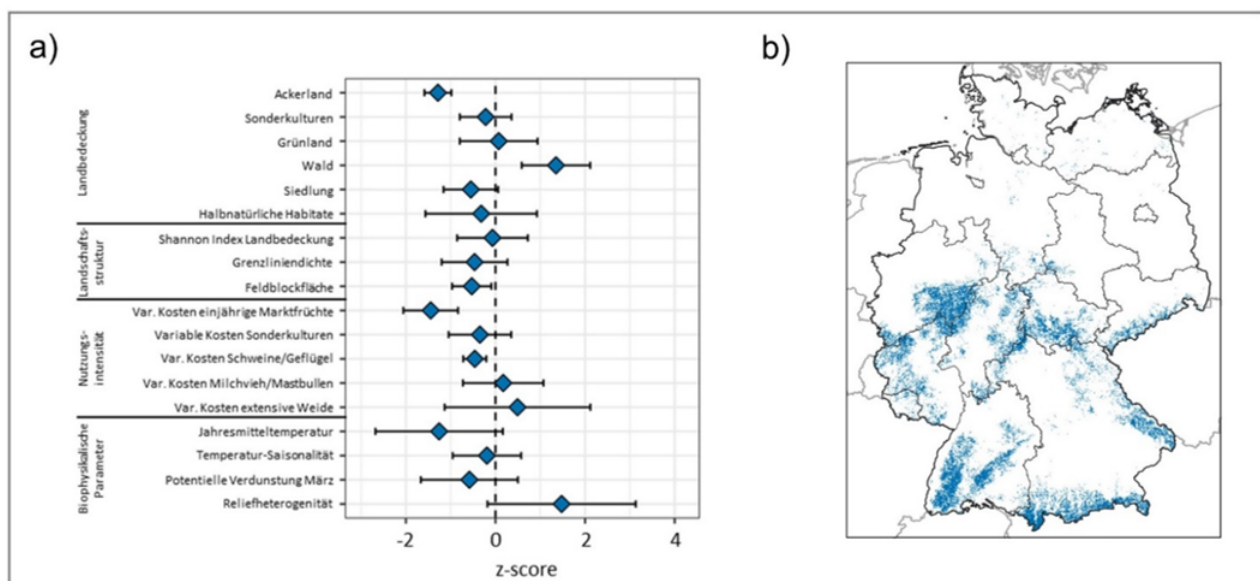 a)
b)
Landbedeckung
Ackerland
Sonderkulturen
Grünland
Wald
Siedlung
Halbnatürliche Habitate
Landschafts-
struktur
Shannon Index Landbedeckung
Grenzliniendichte
Feldblockfläche
Nutzungs-
intensität
Var. Kosten einjährige Marktfrüchte
Variable Kosten Sonderkulturen
Var. Kosten Schweine/Geflügel
Var. Kosten Milchvieh/Mastbullen
Var. Kosten extensive Weide
Biophysikalische
Parameter
Jahresmitteltemperatur
Temperatur-Saisonalität
Potentielle Verdunstung März
Reliefheterogenität
-2 0 2 4
z-score